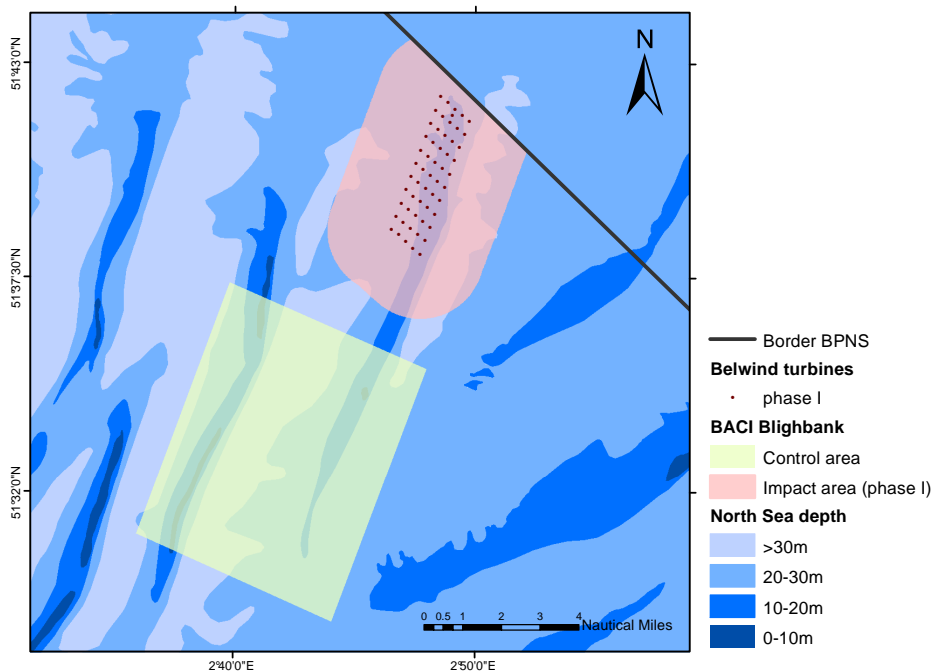 N
51°43'0"N
51°37'30"N
51°32'0"N
0 0.5 1 2 3 4
Nautical Miles
2°40'0"E
2°50'0"E
Border BPNS
Belwind turbines
phase I
BACI Blighbank
Control area
Impact area (phase I)
North Sea depth
>30m
20-30m
10-20m
0-10m